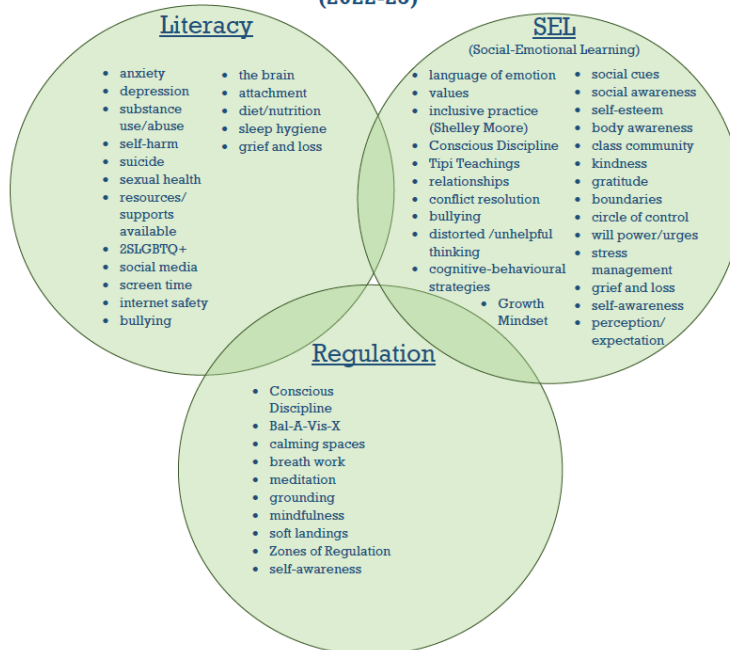 (2022-23)
Literacy
• anxiety
• depression
• substance
use/abuse
• self-harm
• suicide
• sexual health
• resources/
supports
available
• 2SLGBTQ+
• social media
• screen time
• internet safety
• bullying
• the brain
• attachment
• diet/nutrition
• sleep hygiene
• grief and loss
SEL
(Social-Emotional Learning)
• language of emotion
• values
• inclusive practice
(Shelley Moore)
• Conscious Discipline
• Tipi Teachings
• relationships
• conflict resolution
• bullying
• distorted /unhelpful
thinking
• cognitive-behavioural
strategies
• Growth
Mindset
• social cues
• social awareness
• self-esteem
• body awareness
• class community
• kindness
• gratitude
• boundaries
• circle of control
• will power/urges
• stress
management
• grief and loss
• self-awareness
• perception/
expectation
Regulation
• Conscious
Discipline
• Bal-A-Vis-X
• calming spaces
• breath work
• meditation
• grounding
• mindfulness
• soft landings
• Zones of Regulation
• self-awareness